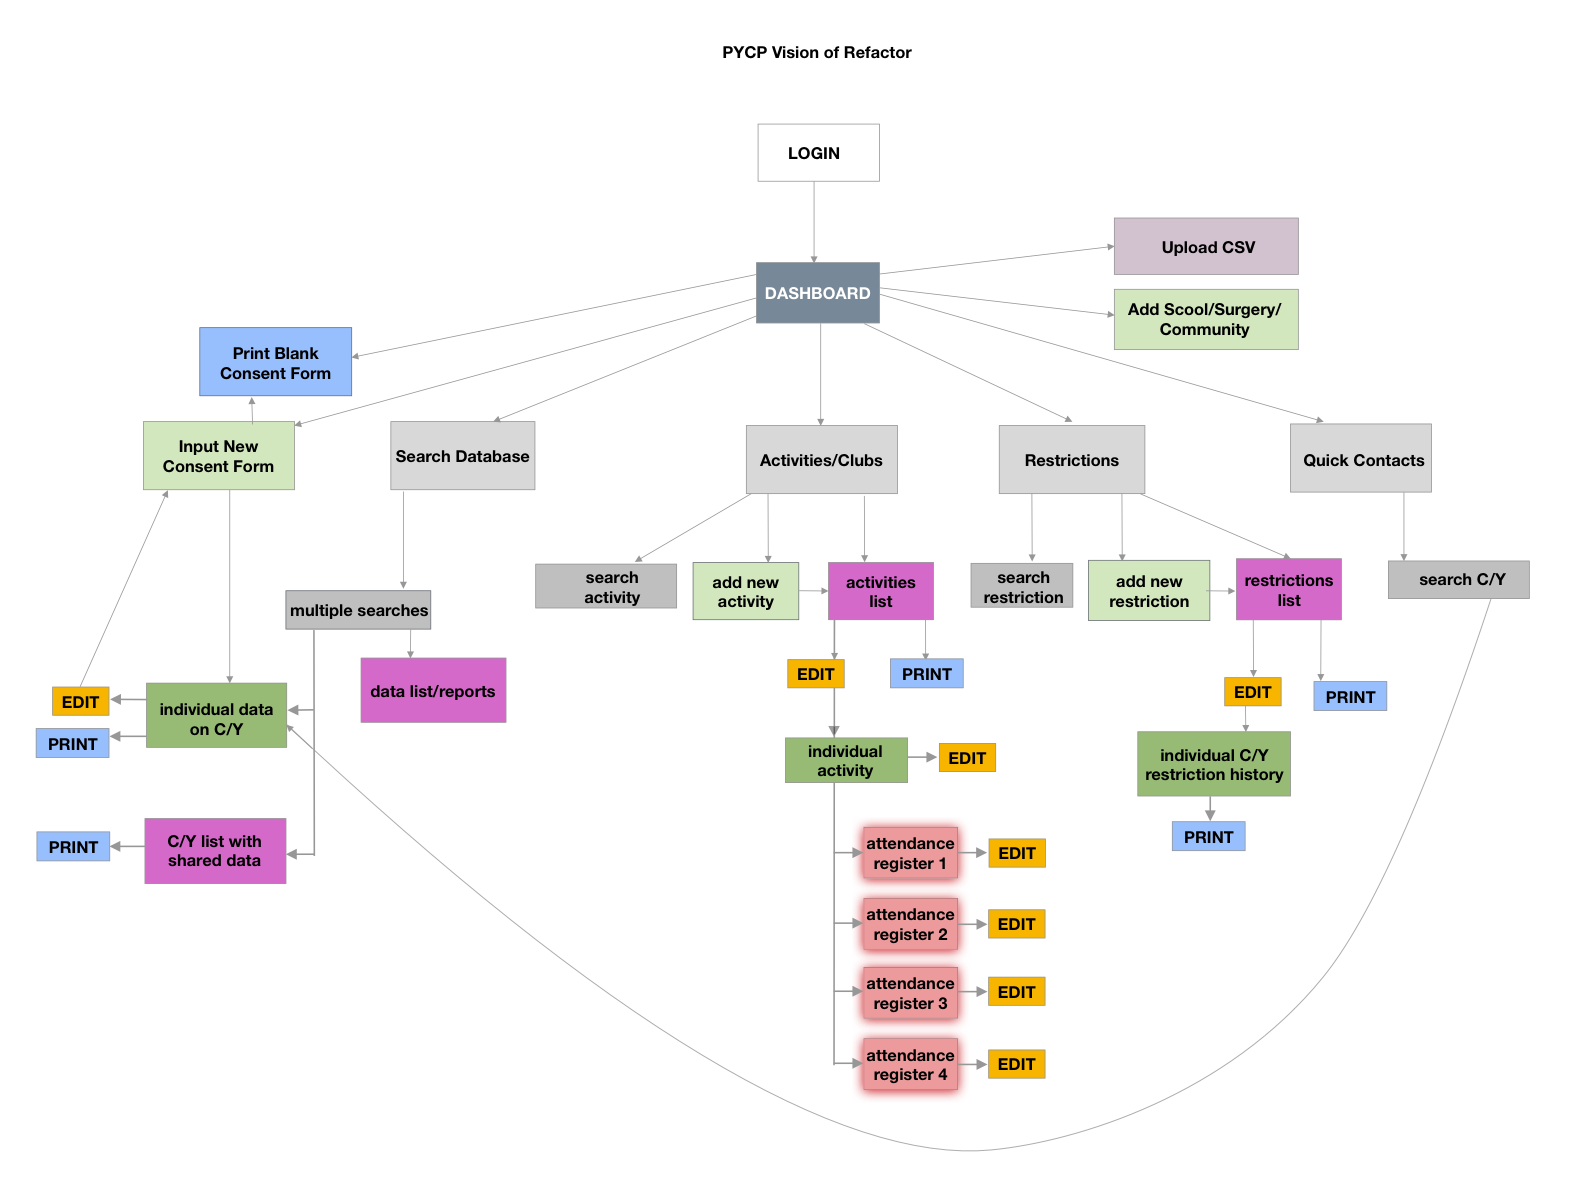 PYCP Vision of Refactor
LOGIN
Upload CSV
DASHBOARD
Add Scool/Surgery/
Community
Print Blank
Consent Form
Input New
Consent Form
Search Database
Activities/Clubs
Restrictions
Quick Contacts
search
activity
add new
activity
activities
list
search
restriction
add new
restriction
restrictions
list
search C/Y
multiple searches
data list/reports
EDIT
PRINT
EDIT
PRINT
EDIT
individual data
on C/Y
PRINT
individual
activity
EDIT
individual C/Y
restriction history
PRINT
PRINT
C/Y list with
shared data
attendance
register 1
EDIT
attendance
register 2
EDIT
attendance
register 3
EDIT
attendance
register 4
EDIT